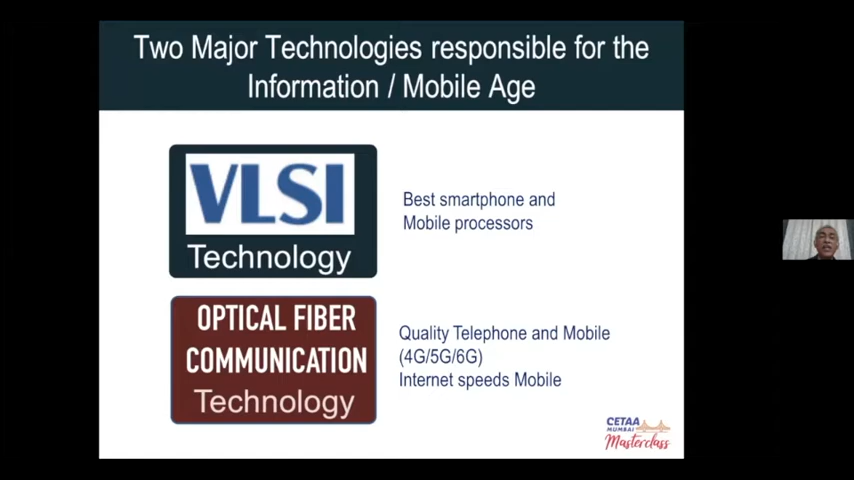 Two Major Technologies responsible for the
Information / Mobile Age
VLSI
Technology
Best smartphone and
Mobile processors
OPTICAL FIBER
COMMUNICATION
Technology
Quality Telephone and Mobile
(4G/5G/6G)
Internet speeds Mobile
CETAA
MUMBAI
Masterclass